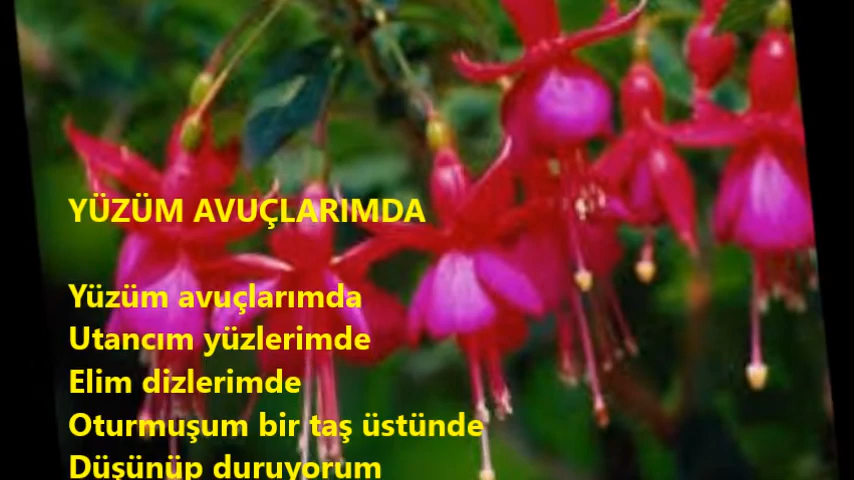 YÜZÜM AVUÇLARIMDA
Yüzüm avuçlarımda
Utancım yüzlerimde
Elim dizlerimde
Oturmuşum bir taş üstünde
Düşünüp duruyorum